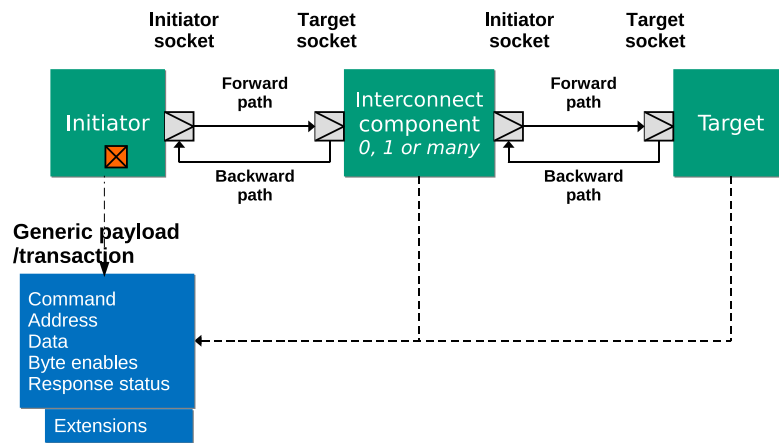 Initiator
socket
Target
socket
Initiator
socket
Target
socket
Initiator
Forward
path
Backward
path
Interconnect
component
0, 1 or many
Forward
path
Backward
path
Target
Generic payload
/transaction
Command
Address
Data
Byte enables
Response status
Extensions